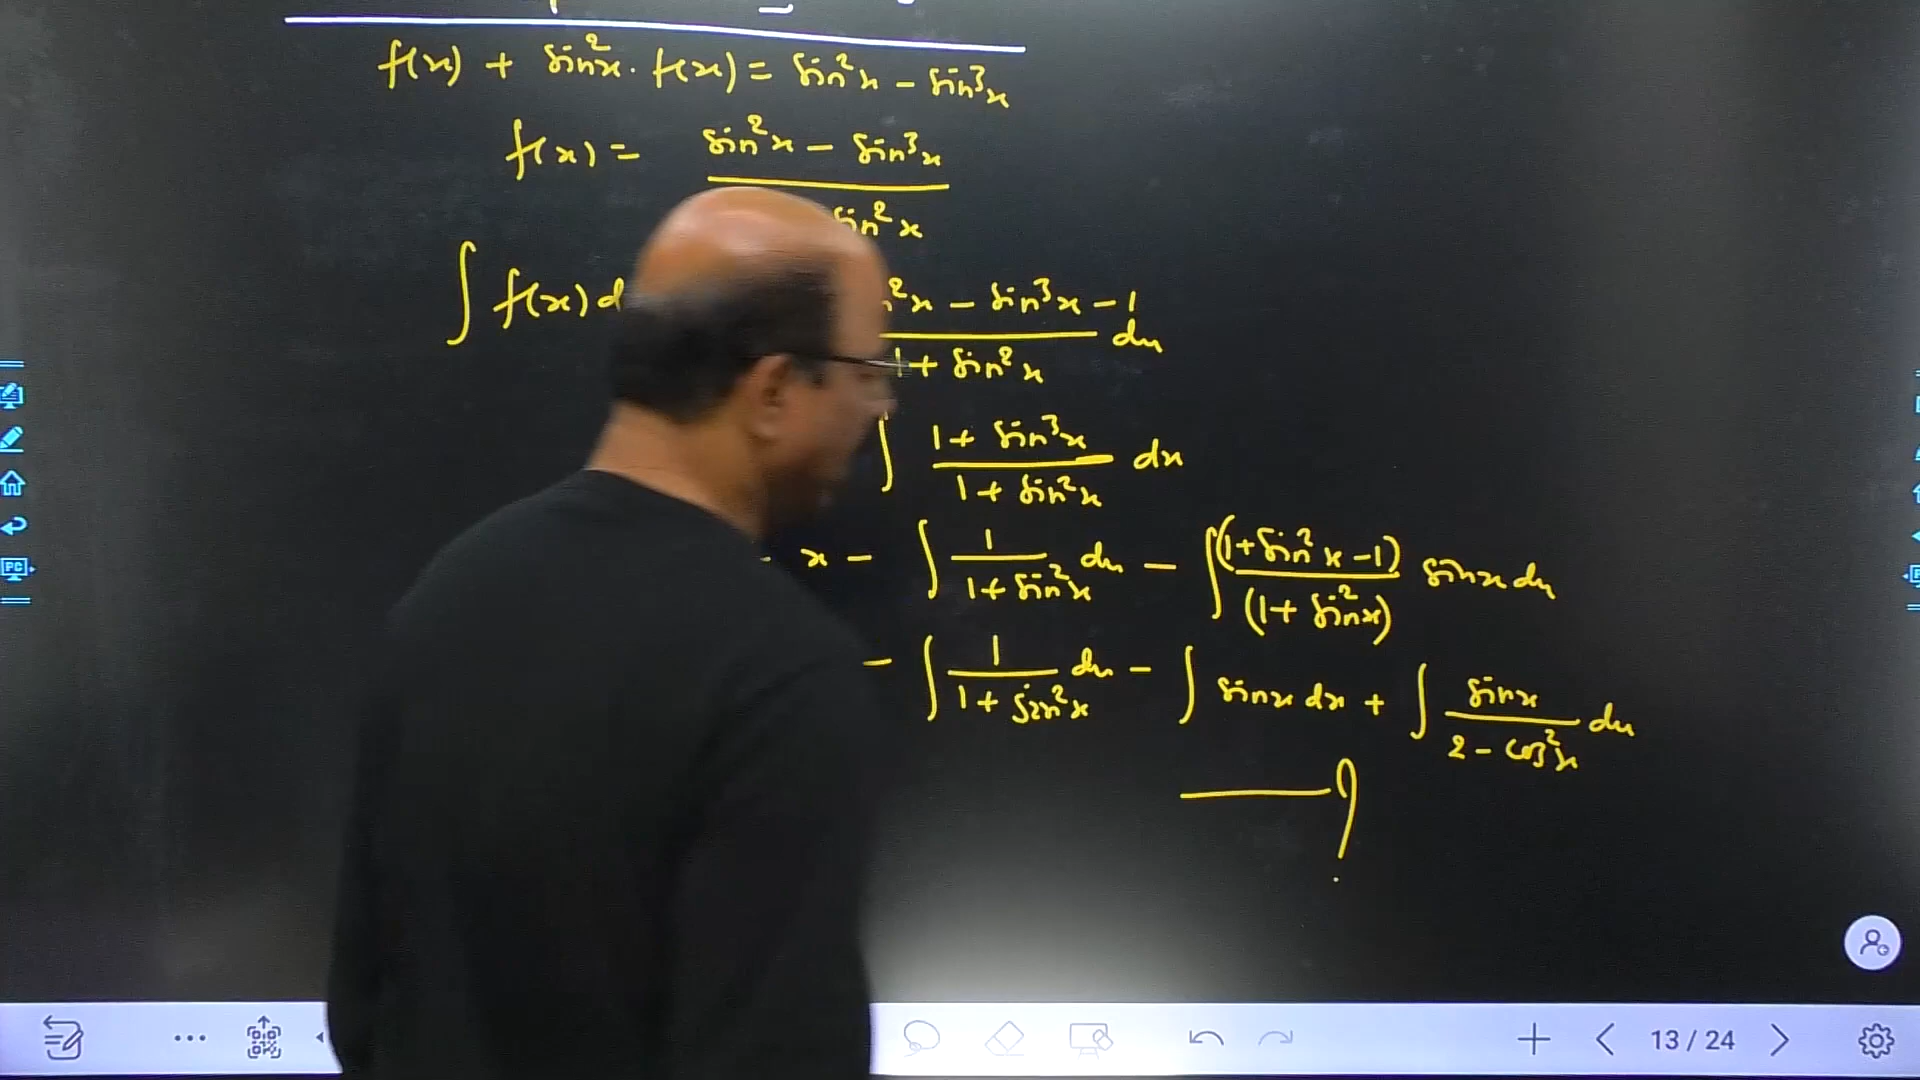 f(x) + sin²x. f(x) = sin²x - sin³x
f(x) = sin²x - sin³x
sin²x
∫ f(x) d ²x - sin³x - 1 dx
1 + sin²x
∫ 1 + sin³x dx
1 + sin²x
x - ∫ 1 dx - ∫ (1 + sin²x - 1) sinx dx
1 + sin²x (1 + sin²x)
- ∫ 1 dx - ∫ sinx dx + ∫ sinx dx
1 + sin²x 2 - cos²x
PC
13 / 24